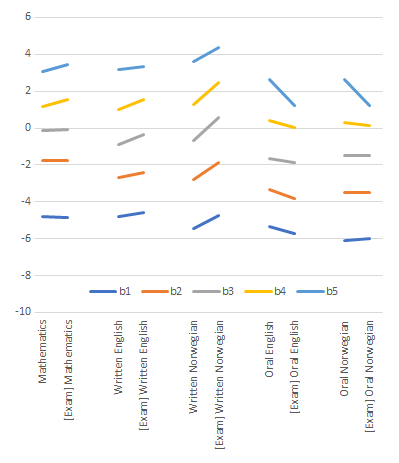 6
4
2
0
-2
-4
-6
-8
-10
b1 b2 b3 b4 b5
Mathematics
[Exam] Mathematics
Written English
[Exam] Written English
Written Norwegian
[Exam] Written Norwegian
Oral English
[Exam] Oral English
Oral Norwegian
[Exam] Oral Norwegian